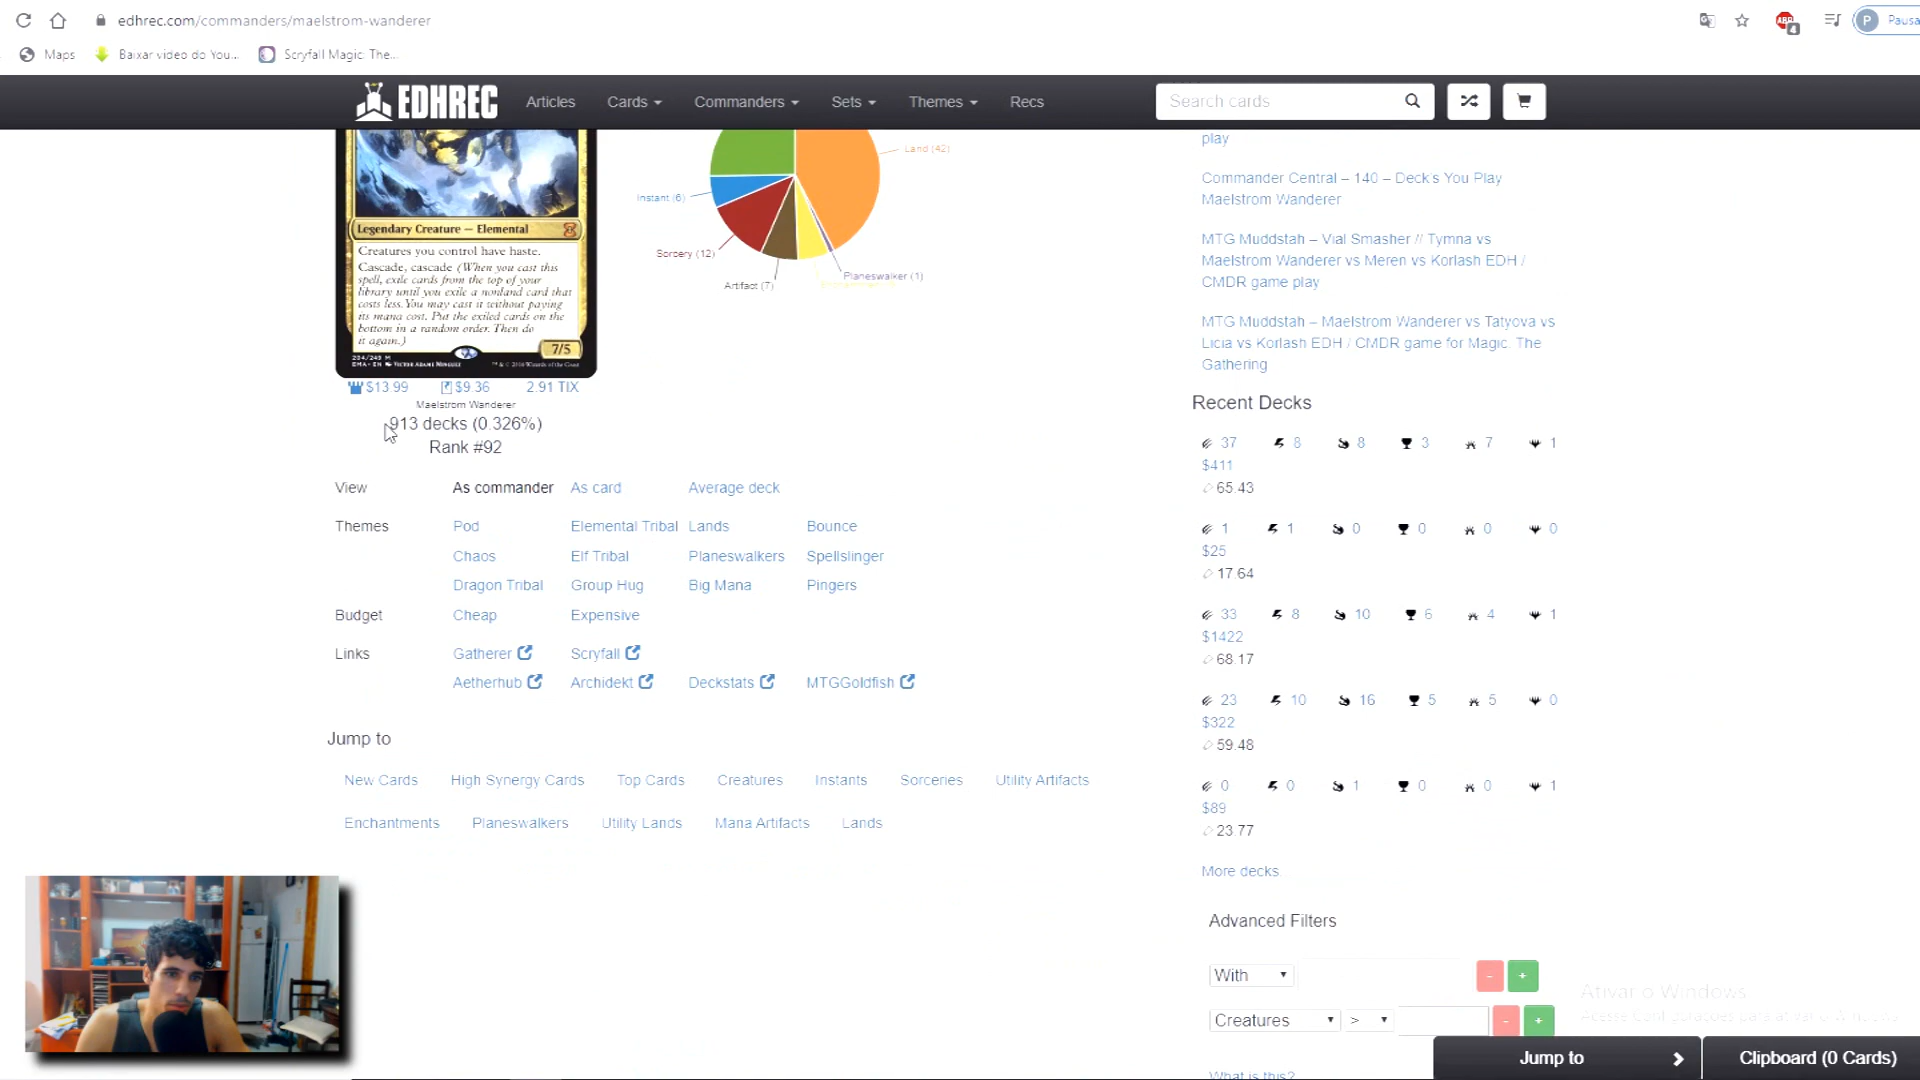 edhrec.com/commanders/maelstrom-wanderer
P Pausa
4
Maps Baixar video do You... Scryfall Magic: The...
EDHREC Articles Cards Commanders Sets Themes Recs Search cards
Land (42)
Instant (6)
Sorcery (12)
Artifact (7)
Planeswalker (1)
Legendary Creature — Elemental
Creatures you control have haste.
Cascade, cascade (When you cast this
spell, exile cards from the top of your
library until you exile a nonland card that
costs less. You may cast it without paying
its mana cost. Put the exiled cards on the
bottom in a random order. Then do
it again.)
7/5
$13.99 $9.36 2.91 TIX
Maelstrom Wanderer
913 decks (0.326%)
Rank #92
View As commander As card Average deck
Themes Pod Elemental Tribal Lands Bounce
Chaos Elf Tribal Planeswalkers Spellslinger
Dragon Tribal Group Hug Big Mana Pingers
Budget Cheap Expensive
Links Gatherer Scryfall
Aetherhub Archidekt Deckstats MTGGoldfish
Jump to
New Cards High Synergy Cards Top Cards Creatures Instants Sorceries Utility Artifacts
Enchantments Planeswalkers Utility Lands Mana Artifacts Lands
play
Commander Central – 140 – Deck's You Play
Maelstrom Wanderer
MTG Muddstah – Vial Smasher // Tymna vs
Maelstrom Wanderer vs Meren vs Korlash EDH /
CMDR game play
MTG Muddstah – Maelstrom Wanderer vs Tatyova vs
Licia vs Korlash EDH / CMDR game for Magic: The
Gathering
Recent Decks
37 8 8 3 7 1
$411
65.43
1 1 0 0 0 0
$25
17.64
33 8 10 6 4 1
$1422
68.17
23 10 16 5 5 0
$322
59.48
0 0 1 0 0 1
$89
23.77
More decks.
Advanced Filters
With - +
Creatures > - +
What is this?
Ativar o Windows
Jump to
Clipboard (0 Cards)